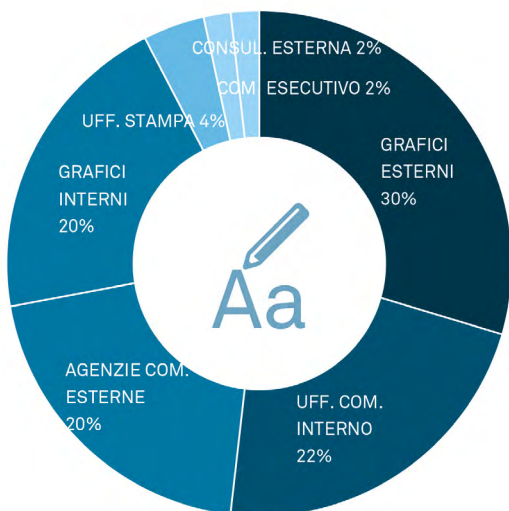 CONSUL. ESTERNA 2%
COM. ESECUTIVO 2%
UFF. STAMPA 4%
GRAFICI
ESTERNI
30%
GRAFICI
INTERNI
20%
Aa
AGENZIE COM.
ESTERNE
20%
UFF. COM.
INTERNO
22%